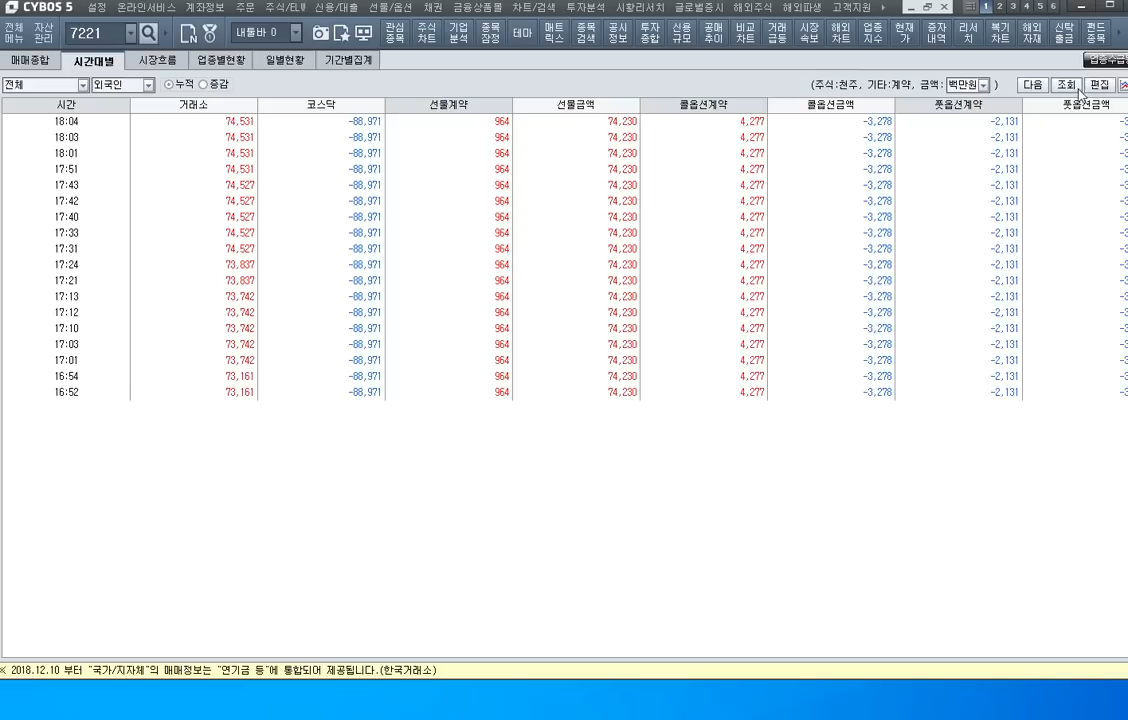 CYBOS 5 설정 온라인서비스 계좌정보 주문 주식/ELW 신용/대출 선물/옵션 채권 금융상품몰 차트/검색 투자분석 시황리서치 글로벌증시 해외주식 해외파생 고객지원 1 2 3 4 5 6
전체메뉴 자산관리 7221 내툴바 0 관심종목 주식차트 기업분석 종목잠정 테마 매트릭스 종목검색 공시정보 투자종합 신용규모 공매추이 비교차트 거래급등 시장속보 해외차트 업종지수 현재가 증자내역 리서치 복기차트 해외자재 신탁출금 펀드종목
매매종합 시간대별 시장흐름 업종별현황 일별현황 기간별집계
전체 외국인 누적 증감 (주식:천주, 기타:계약, 금액: 백만원 ) 다음 조회 편집
시간 거래소 코스닥 선물계약 선물금액 콜옵션계약 콜옵션금액 풋옵션계약 풋옵션금액
18:04 74,531 -88,971 964 74,230 4,277 -3,278 -2,131
18:03 74,531 -88,971 964 74,230 4,277 -3,278 -2,131
18:01 74,531 -88,971 964 74,230 4,277 -3,278 -2,131
17:51 74,531 -88,971 964 74,230 4,277 -3,278 -2,131
17:43 74,527 -88,971 964 74,230 4,277 -3,278 -2,131
17:42 74,527 -88,971 964 74,230 4,277 -3,278 -2,131
17:40 74,527 -88,971 964 74,230 4,277 -3,278 -2,131
17:33 74,527 -88,971 964 74,230 4,277 -3,278 -2,131
17:31 74,527 -88,971 964 74,230 4,277 -3,278 -2,131
17:24 73,837 -88,971 964 74,230 4,277 -3,278 -2,131
17:21 73,837 -88,971 964 74,230 4,277 -3,278 -2,131
17:13 73,742 -88,971 964 74,230 4,277 -3,278 -2,131
17:12 73,742 -88,971 964 74,230 4,277 -3,278 -2,131
17:10 73,742 -88,971 964 74,230 4,277 -3,278 -2,131
17:03 73,742 -88,971 964 74,230 4,277 -3,278 -2,131
17:01 73,742 -88,971 964 74,230 4,277 -3,278 -2,131
16:54 73,161 -88,971 964 74,230 4,277 -3,278 -2,131
16:52 73,161 -88,971 964 74,230 4,277 -3,278 -2,131
※ 2018.12.10 부터 "국가/지자체"의 매매정보는 "연기금 등"에 통합되어 제공됩니다.(한국거래소)